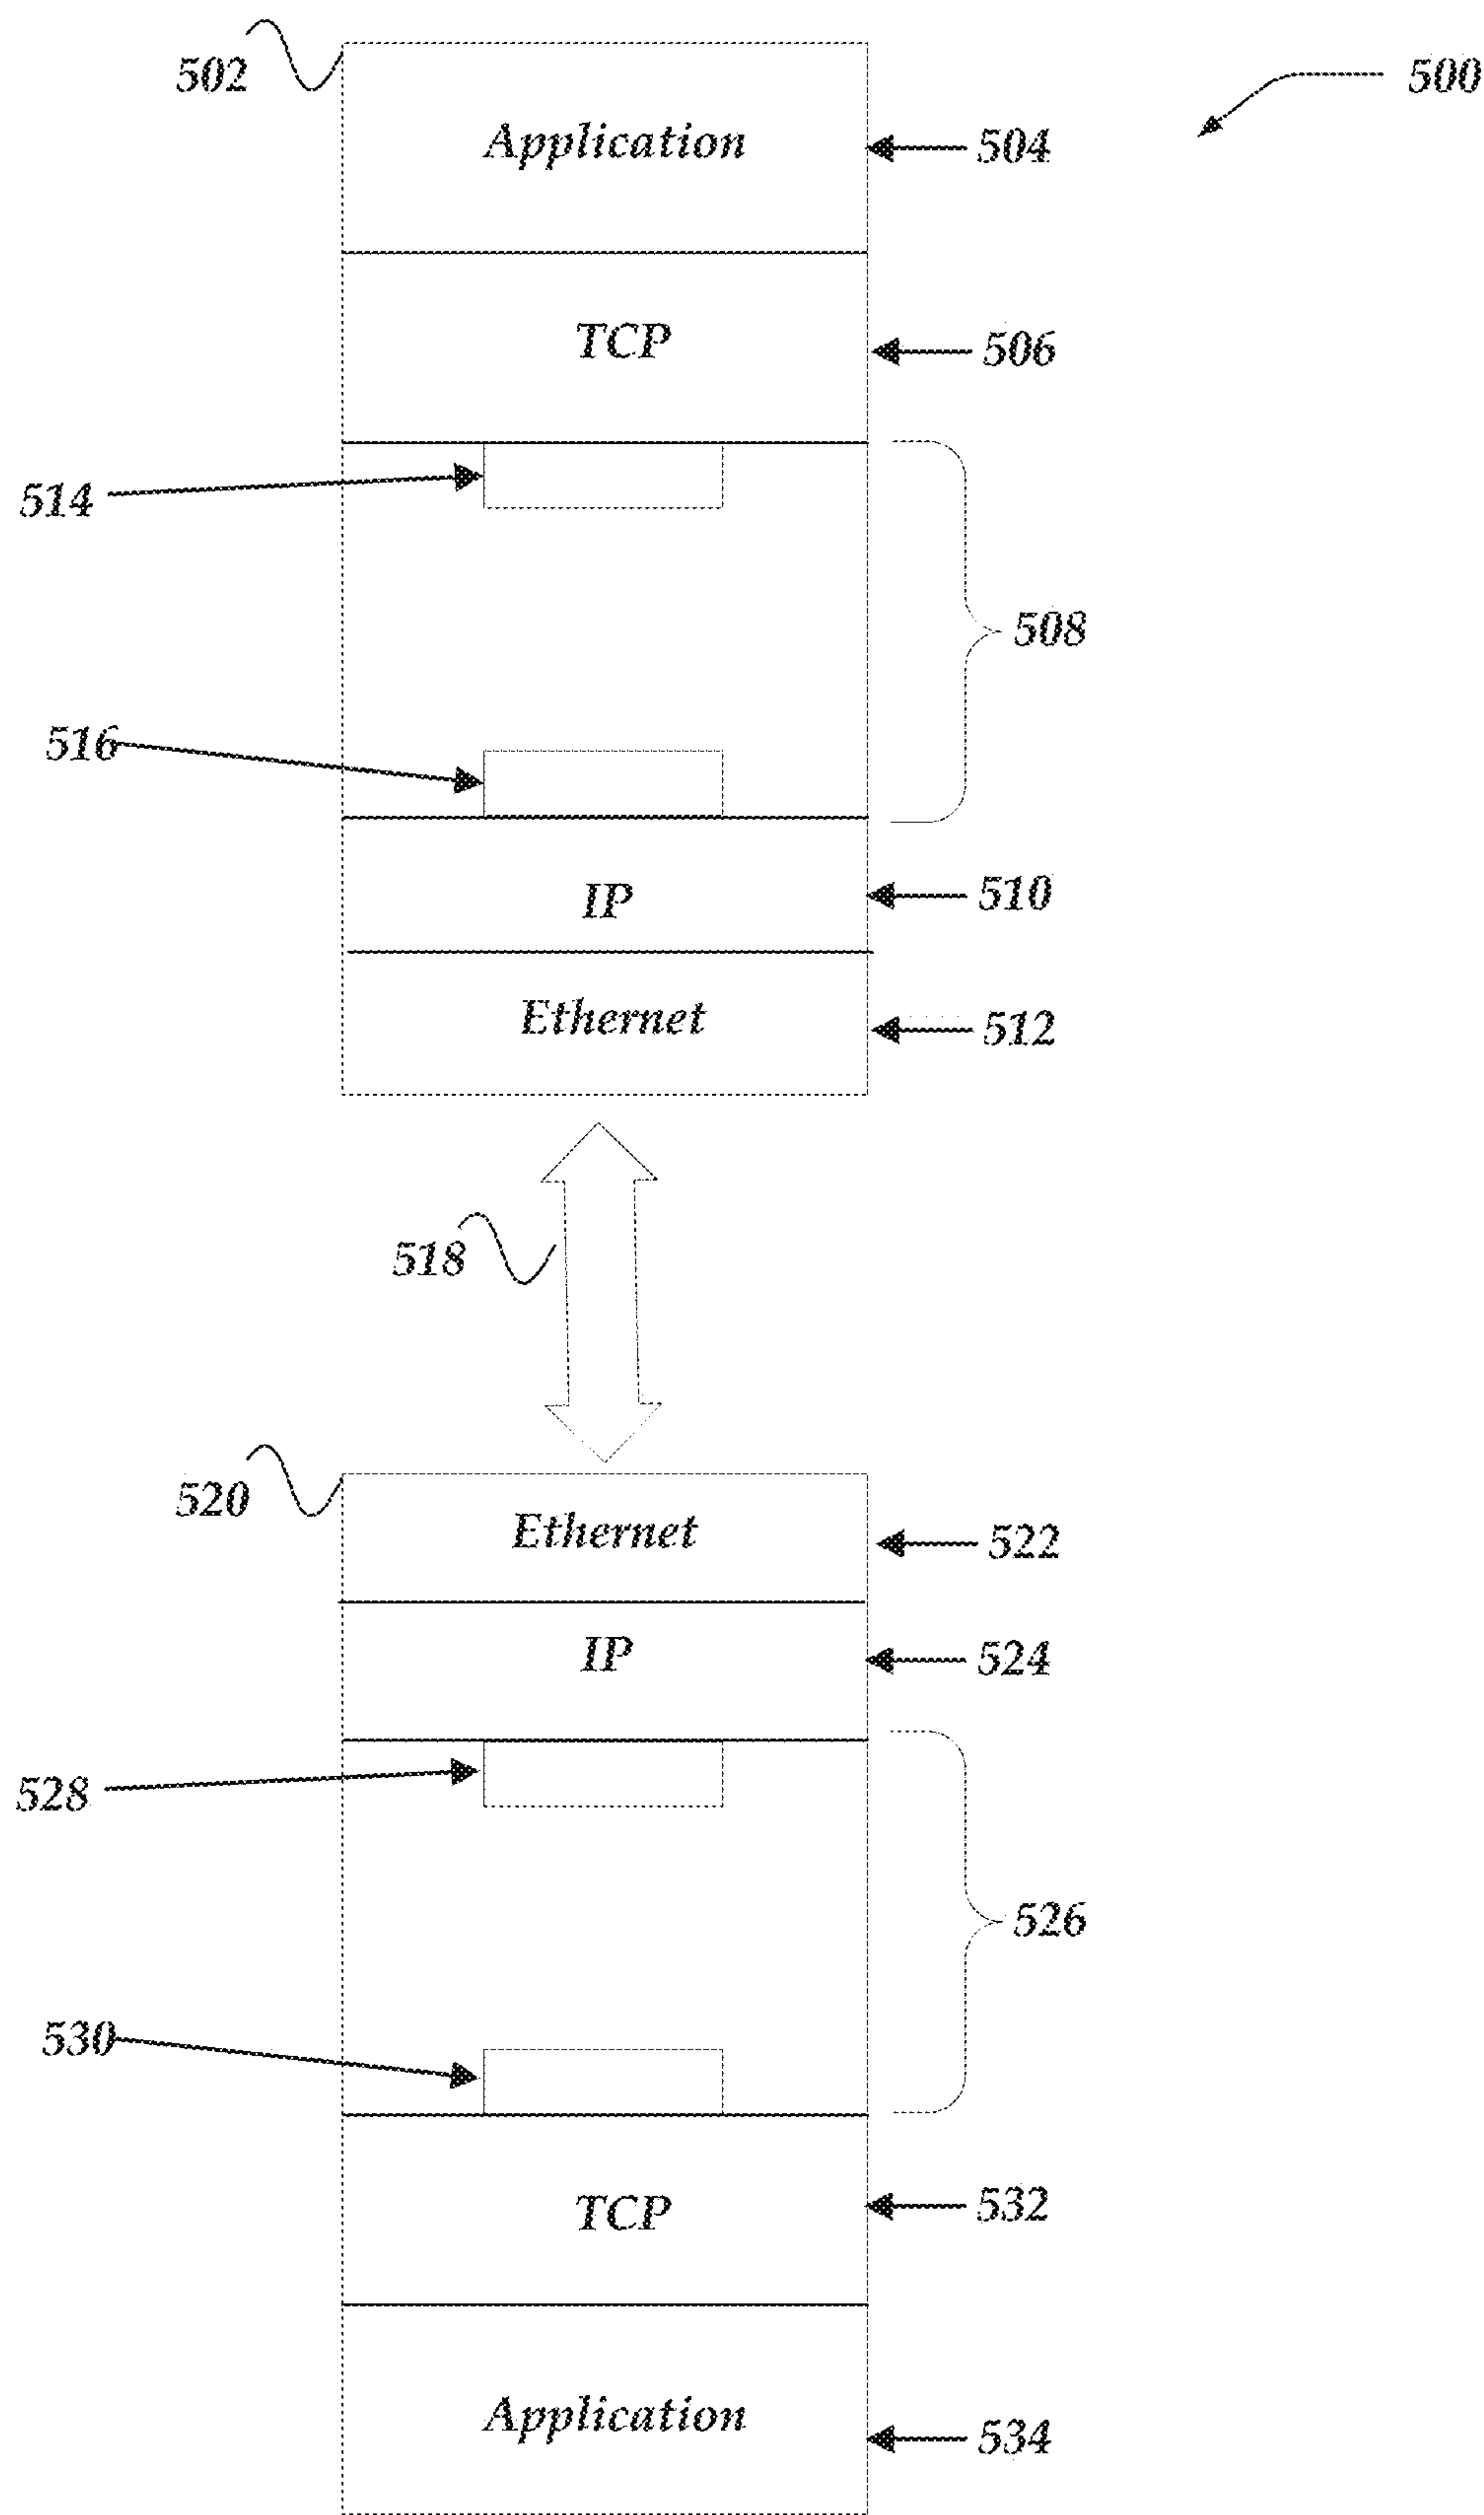 502
500
Application
504
TCP
506
514
508
516
IP
510
Ethernet
512
518
520
Ethernet
522
IP
524
528
526
530
TCP
532
Application
534